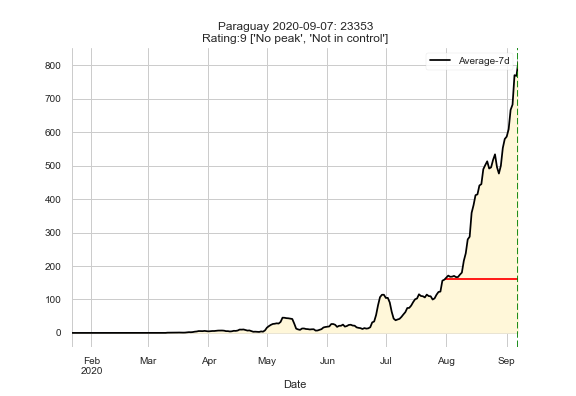 Paraguay 2020-09-07: 23353
Rating:9 ['No peak', 'Not in control']
Average-7d
800
700
600
500
400
300
200
100
0
Feb Mar Apr May Jun Jul Aug Sep
2020
Date